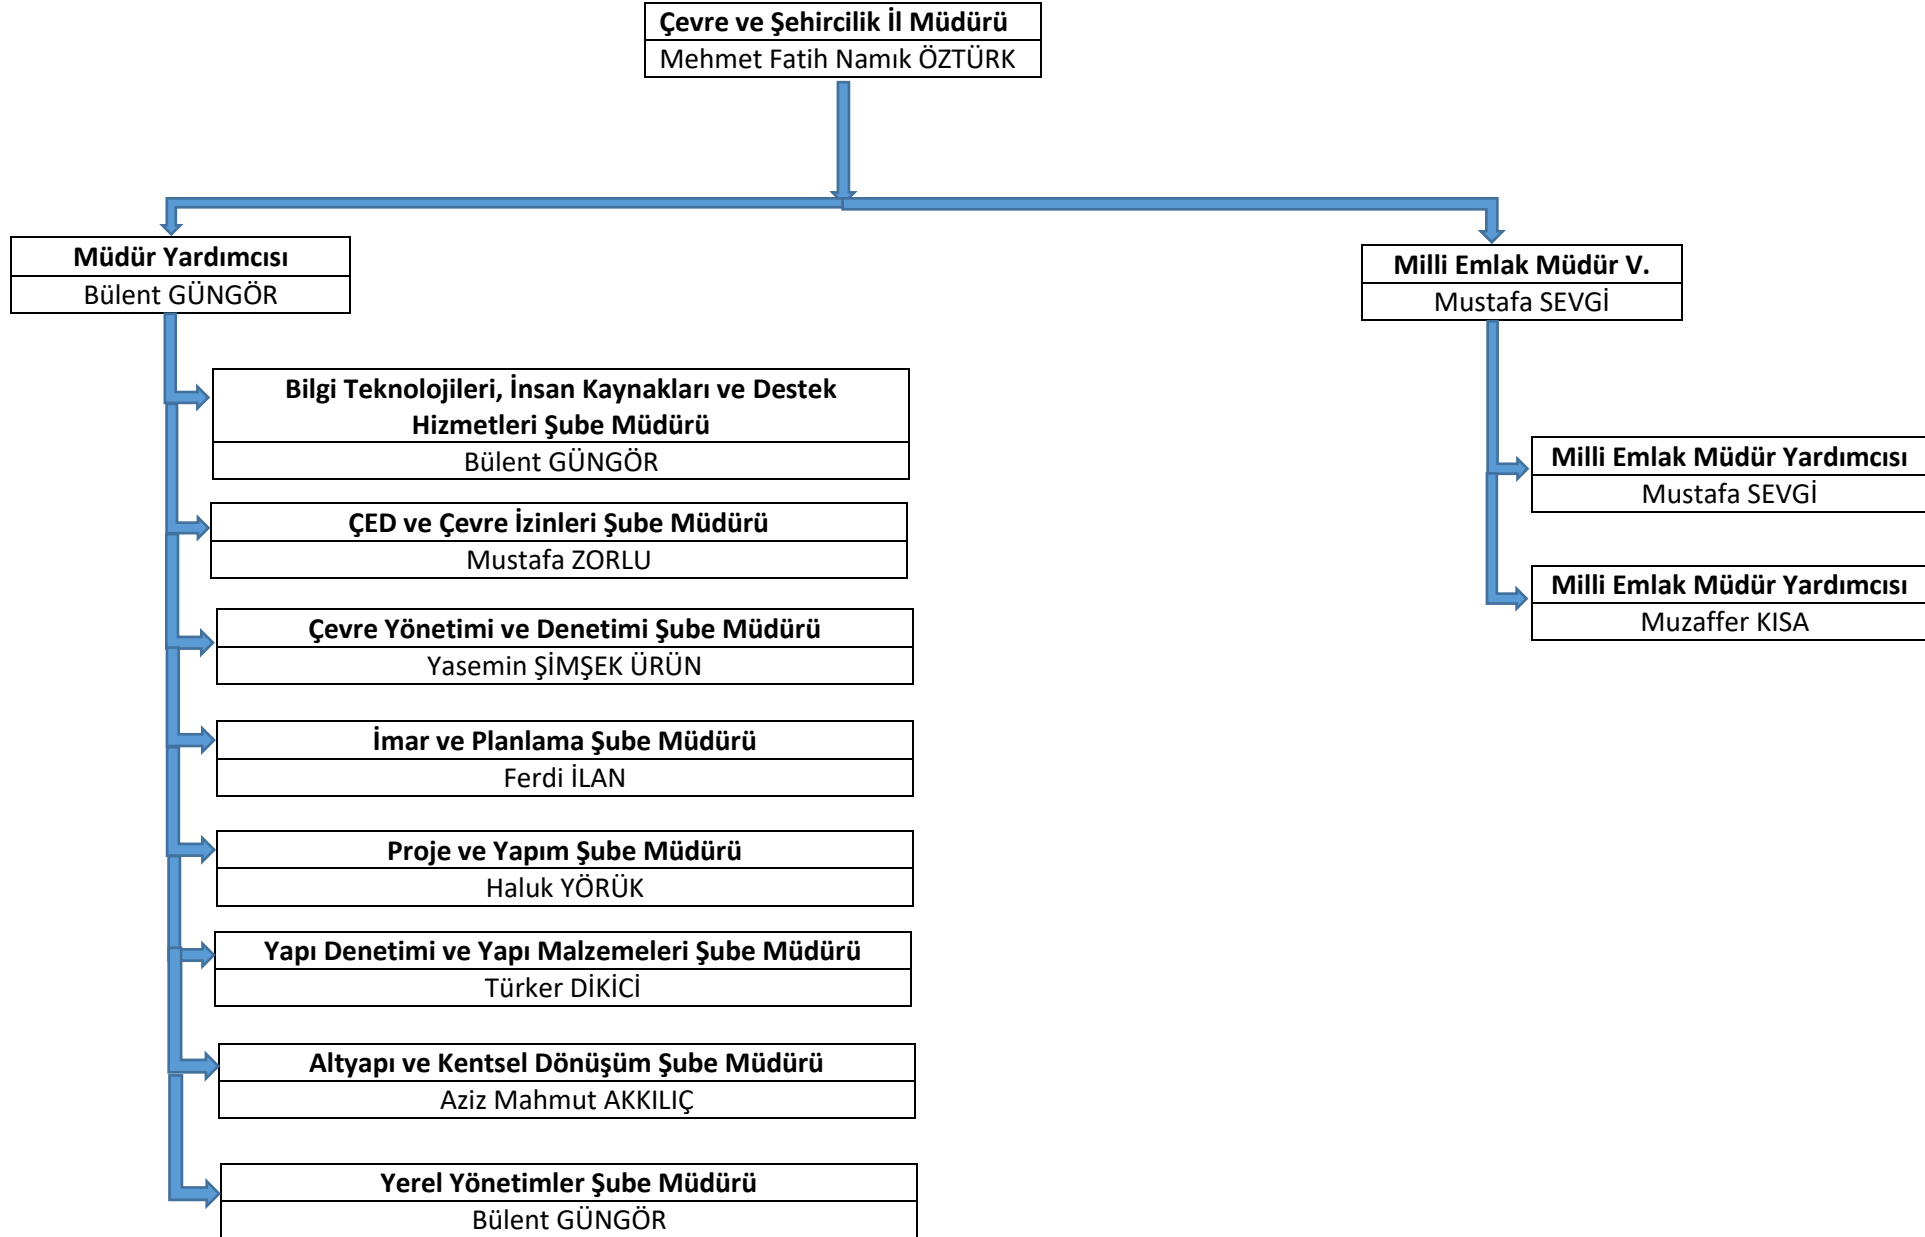 Çevre ve Şehircilik İl Müdürü
Mehmet Fatih Namık ÖZTÜRK
Müdür Yardımcısı
Bülent GÜNGÖR
Milli Emlak Müdür V.
Mustafa SEVGİ
Bilgi Teknolojileri, İnsan Kaynakları ve Destek
Hizmetleri Şube Müdürü
Bülent GÜNGÖR
ÇED ve Çevre İzinleri Şube Müdürü
Mustafa ZORLU
Çevre Yönetimi ve Denetimi Şube Müdürü
Yasemin ŞİMŞEK ÜRÜN
İmar ve Planlama Şube Müdürü
Ferdi İLAN
Proje ve Yapım Şube Müdürü
Haluk YÖRÜK
Yapı Denetimi ve Yapı Malzemeleri Şube Müdürü
Türker DİKİCİ
Altyapı ve Kentsel Dönüşüm Şube Müdürü
Aziz Mahmut AKKILIÇ
Yerel Yönetimler Şube Müdürü
Bülent GÜNGÖR
Milli Emlak Müdür Yardımcısı
Mustafa SEVGİ
Milli Emlak Müdür Yardımcısı
Muzaffer KISA